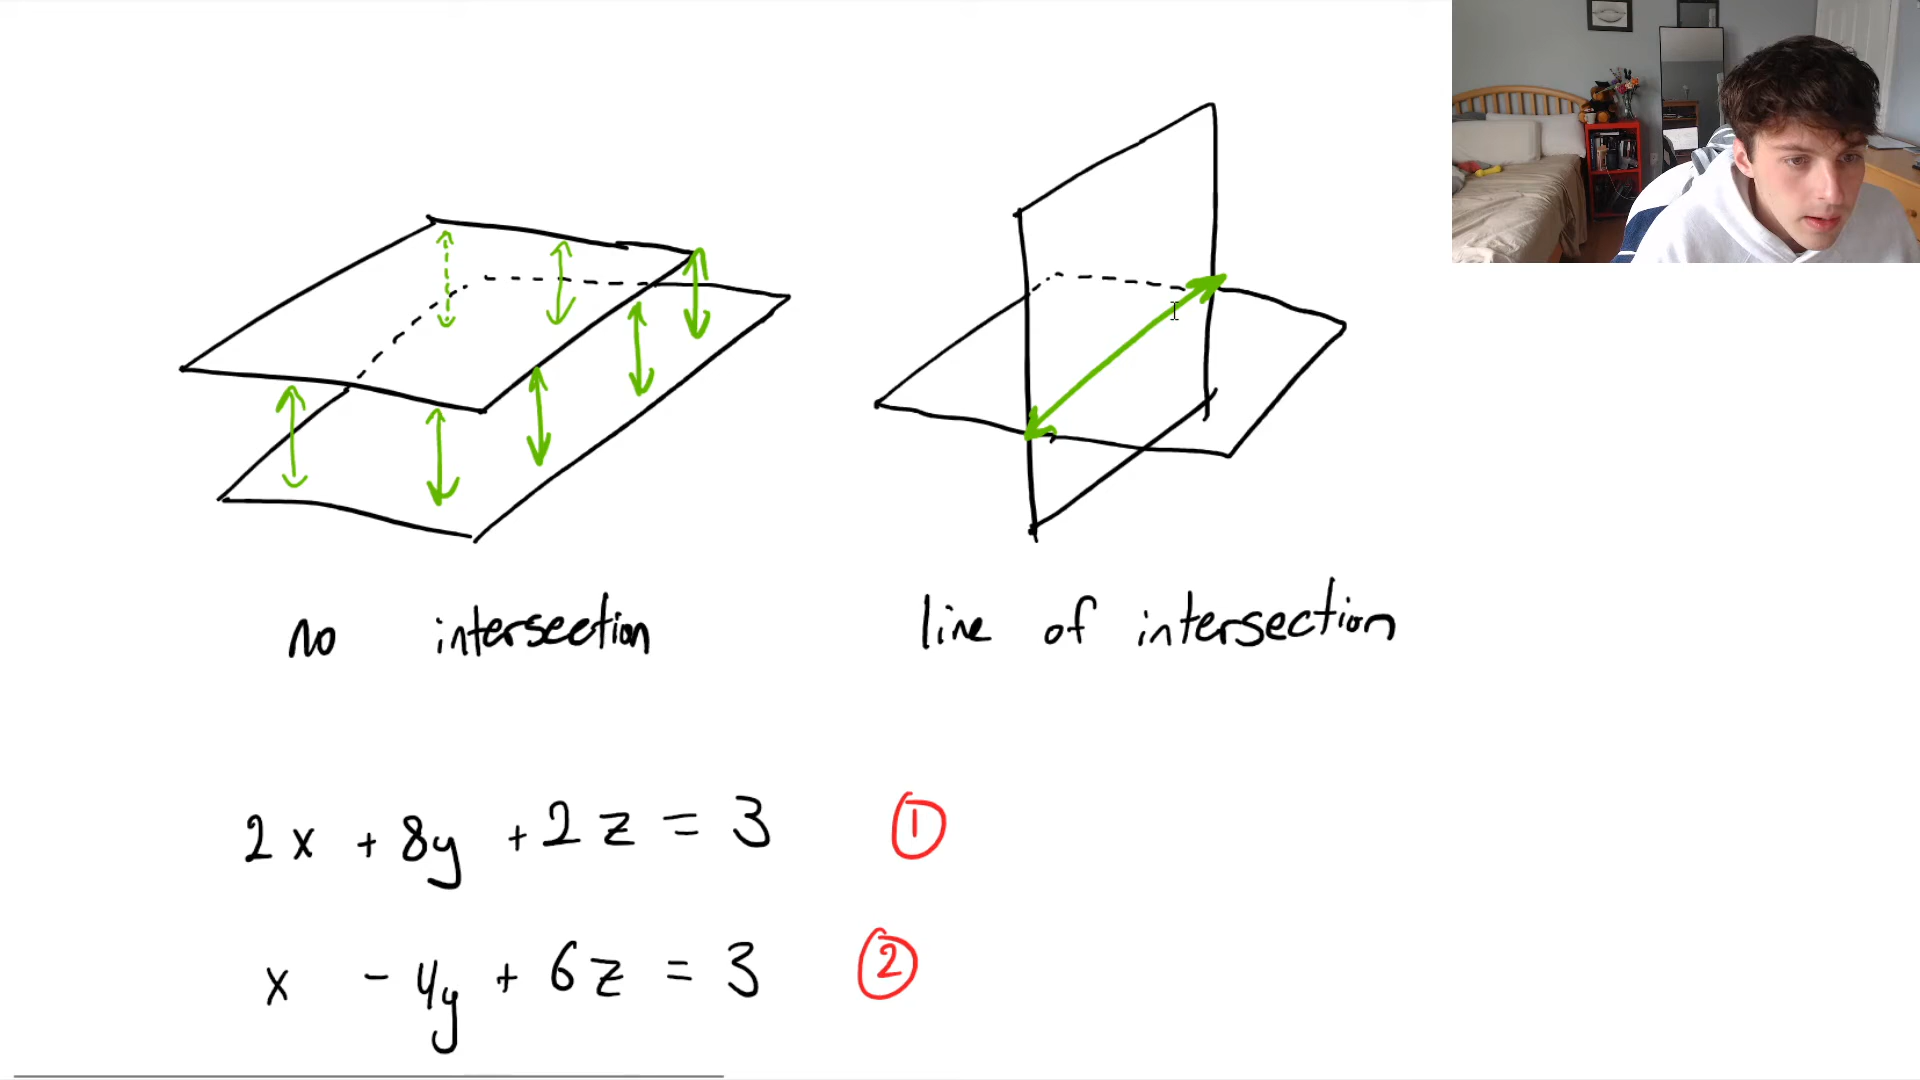 no intersection
line of intersection
2x + 8y + 2z = 3 ①
x - 4y + 6z = 3 ②